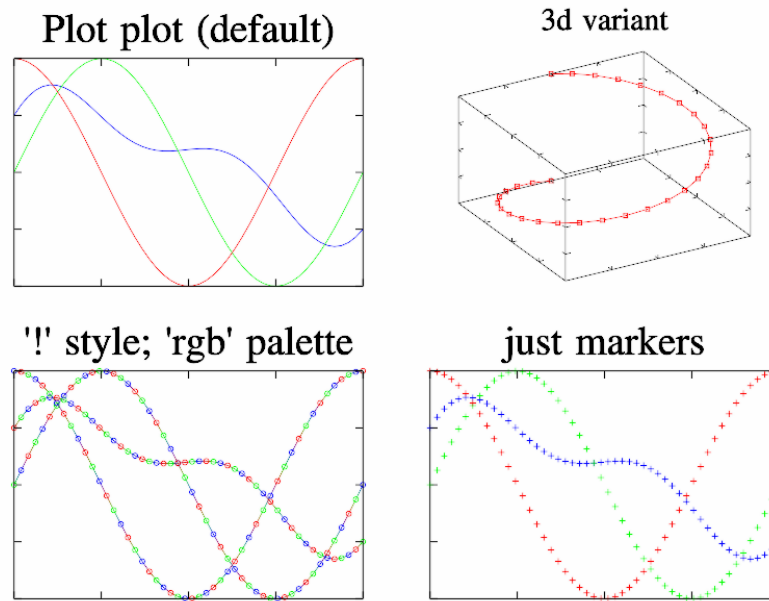 Plot plot (default)
3d variant
'!' style; 'rgb' palette
just markers